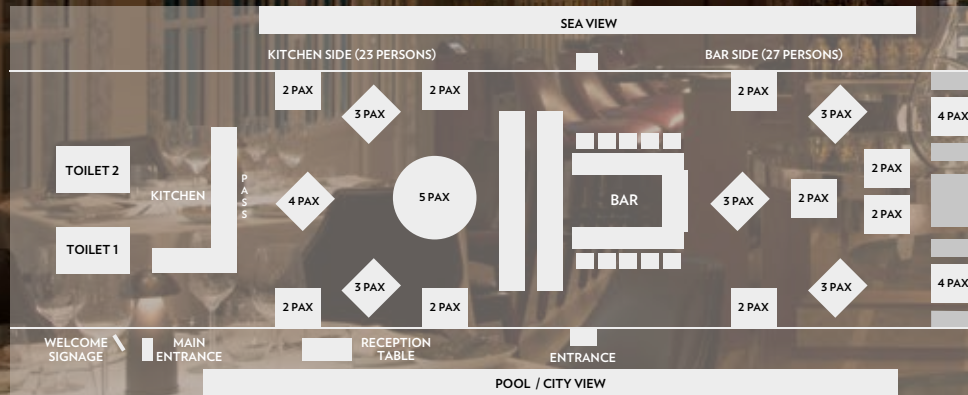 SEA VIEW
KITCHEN SIDE (23 PERSONS)
BAR SIDE (27 PERSONS)
2 PAX
2 PAX
2 PAX
3 PAX
3 PAX
4 PAX
TOILET 2
KITCHEN
PASS
4 PAX
5 PAX
BAR
3 PAX
2 PAX
2 PAX
2 PAX
TOILET 1
3 PAX
3 PAX
4 PAX
2 PAX
2 PAX
2 PAX
WELCOME
SIGNAGE
MAIN
ENTRANCE
RECEPTION
TABLE
ENTRANCE
POOL / CITY VIEW